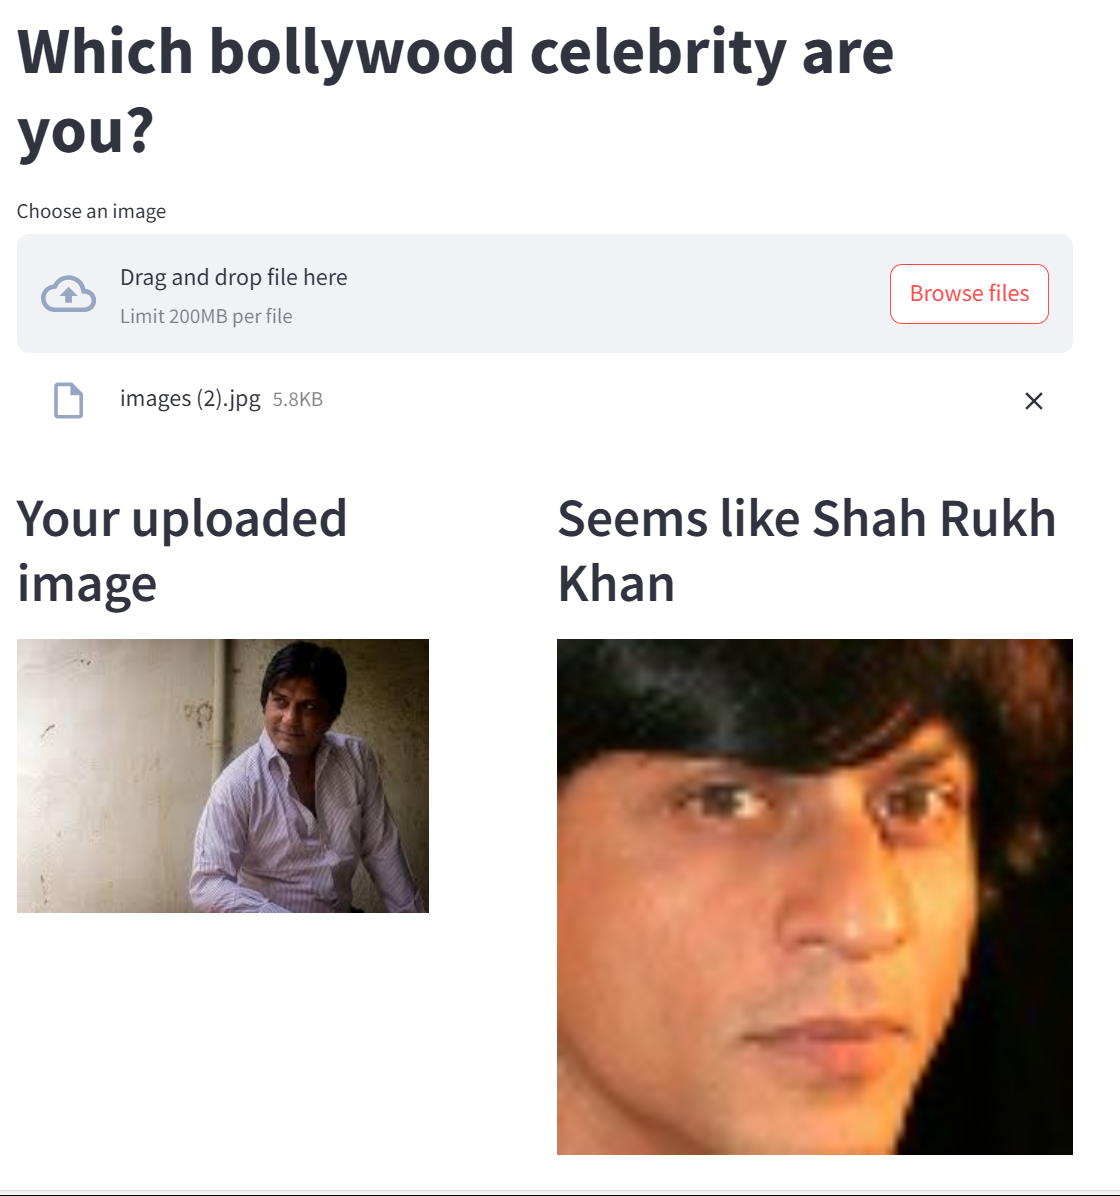 Which bollywood celebrity are
you?
Choose an image
Drag and drop file here
Limit 200MB per file
Browse files
images (2).jpg 5.8KB
Your uploaded
image
Seems like Shah Rukh
Khan